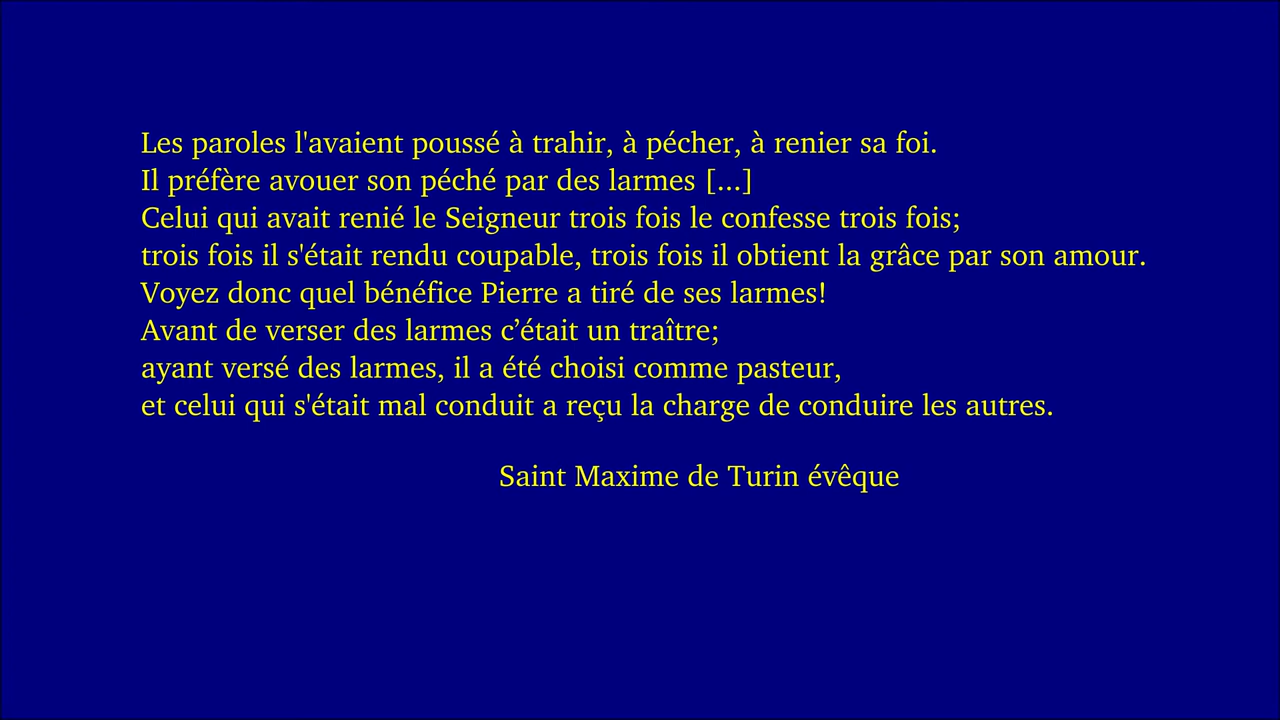 Les paroles l'avaient poussé à trahir, à pécher, à renier sa foi.
Il préfère avouer son péché par des larmes [...]
Celui qui avait renié le Seigneur trois fois le confesse trois fois;
trois fois il s'était rendu coupable, trois fois il obtient la grâce par son amour.
Voyez donc quel bénéfice Pierre a tiré de ses larmes!
Avant de verser des larmes c’était un traître;
ayant versé des larmes, il a été choisi comme pasteur,
et celui qui s'était mal conduit a reçu la charge de conduire les autres.
Saint Maxime de Turin évêque